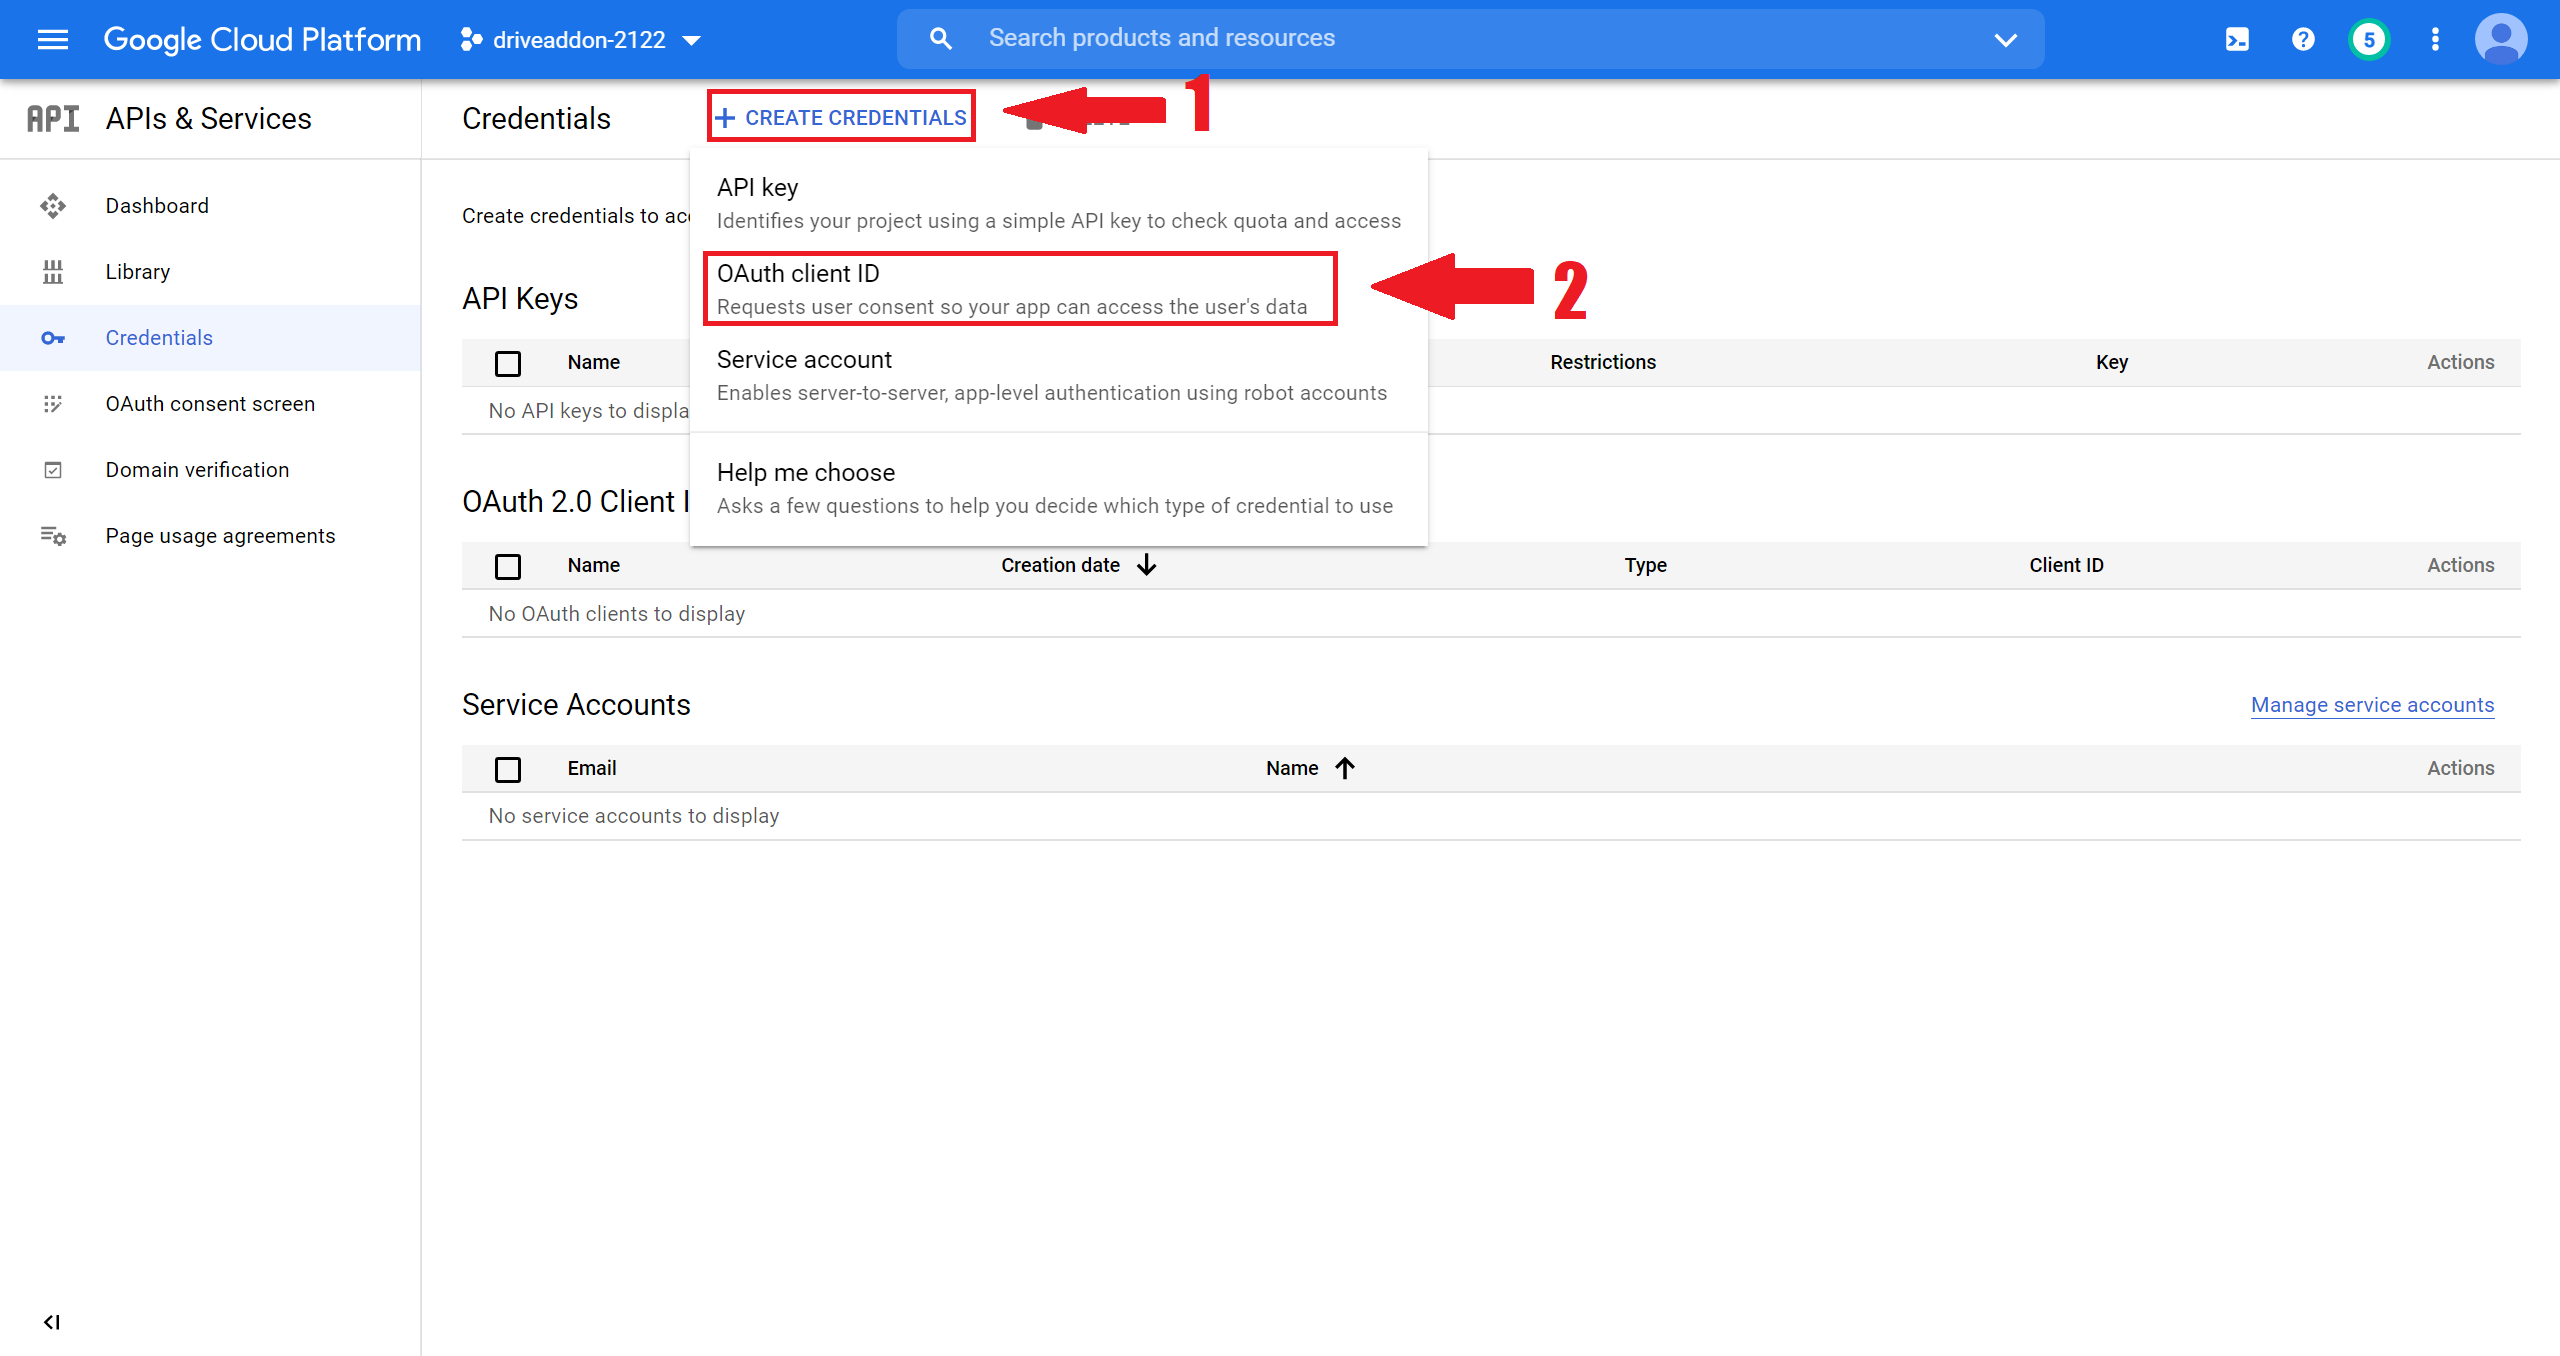 Google Cloud Platform
driveaddon-2122
Search products and resources
5
API
APIs & Services
Credentials
CREATE CREDENTIALS
1
Dashboard
Library
Credentials
OAuth consent screen
Domain verification
Page usage agreements
Create credentials to
API key
Identifies your project using a simple API key to check quota and access
OAuth client ID
Requests user consent so your app can access the user's data
2
Service account
Enables server-to-server, app-level authentication using robot accounts
Help me choose
Asks a few questions to help you decide which type of credential to use
API Keys
Name
Restrictions
Key
Actions
No API keys to displa
OAuth 2.0 Client I
Name
Creation date
Type
Client ID
Actions
No OAuth clients to display
Service Accounts
Manage service accounts
Email
Name
Actions
No service accounts to display